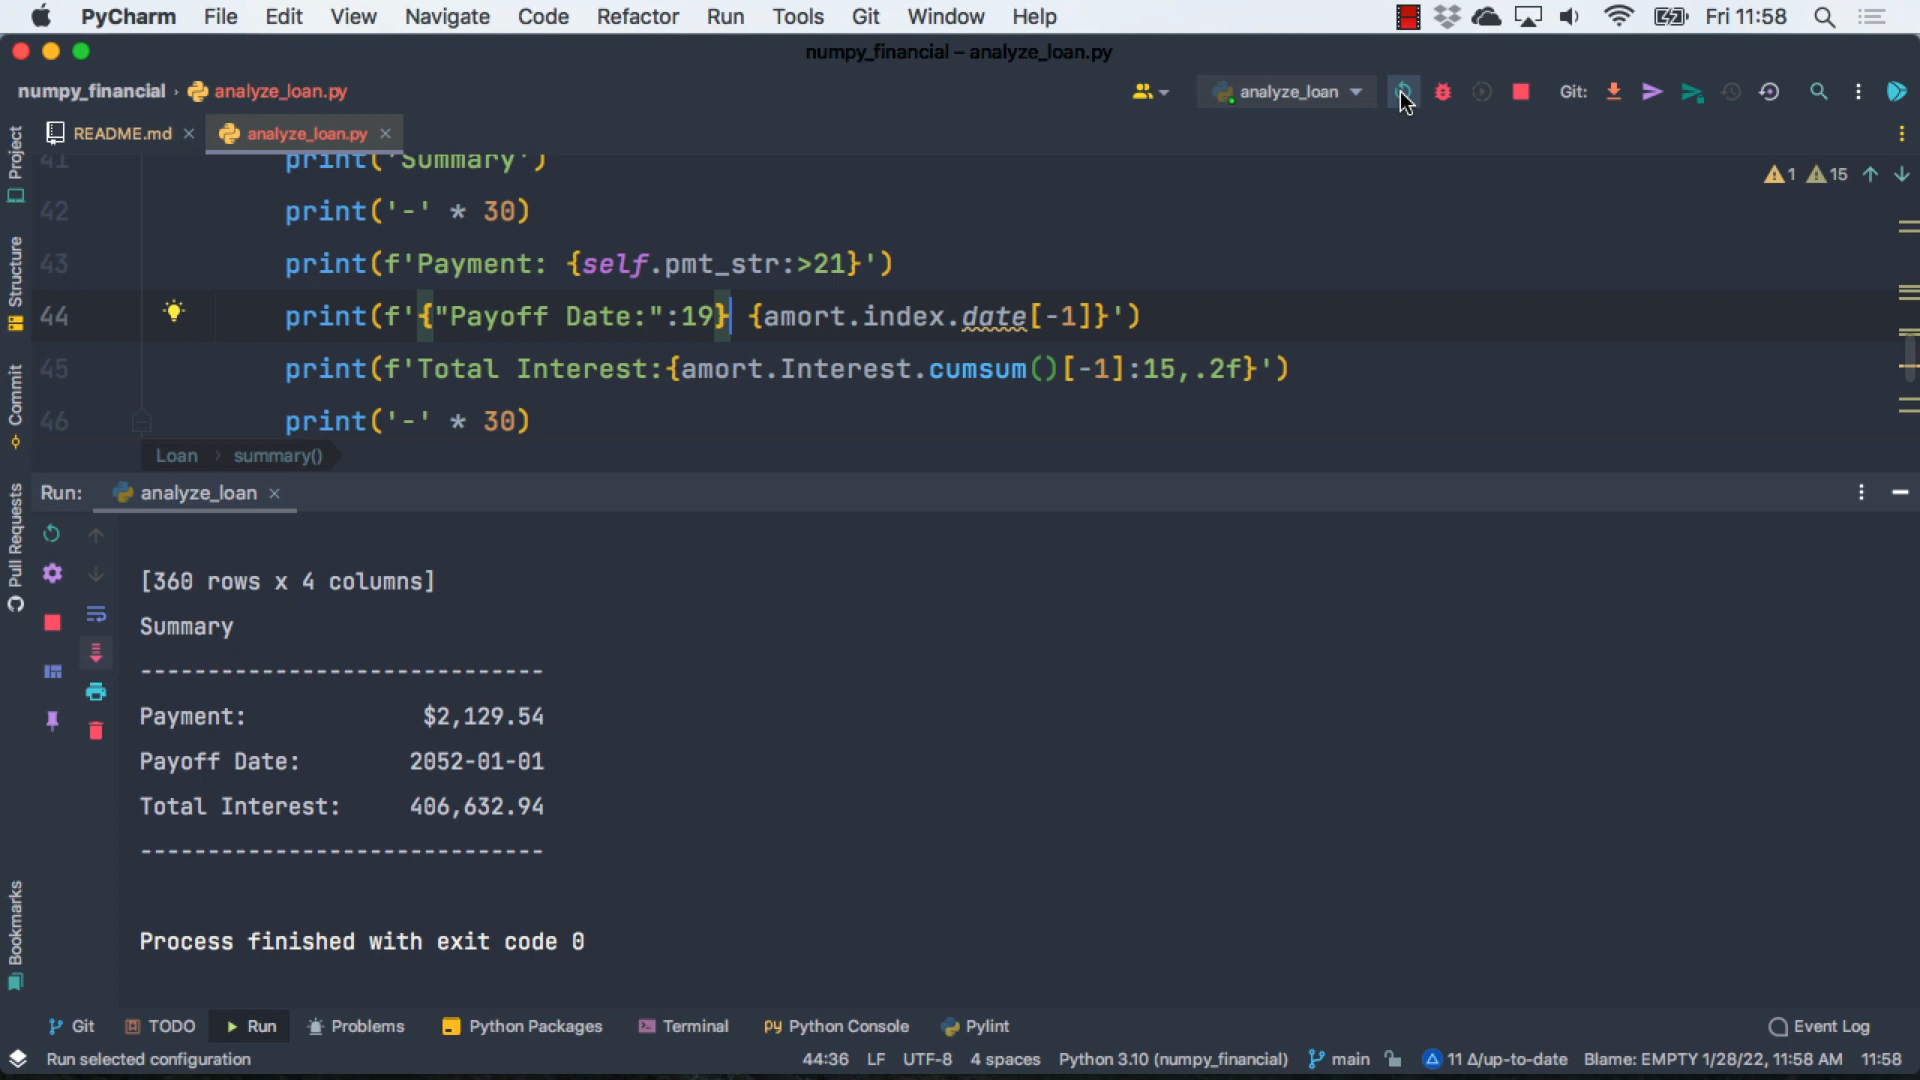 PyCharm File Edit View Navigate Code Refactor Run Tools Git Window Help Fri 11:58
numpy_financial – analyze_loan.py
numpy_financial › analyze_loan.py analyze_loan Git:
README.md × analyze_loan.py ×
Project
Structure
Commit
Pull Requests
Bookmarks
1 15
41 print('Summary')
42 print('-' * 30)
43 print(f'Payment: {self.pmt_str:>21}')
44 print(f'{"Payoff Date:":19} {amort.index.date[-1]}')
45 print(f'Total Interest:{amort.Interest.cumsum()[-1]:15,.2f}')
46 print('-' * 30)
Loan › summary()
Run: analyze_loan ×
[360 rows x 4 columns]
Summary
------------------------------
Payment: $2,129.54
Payoff Date: 2052-01-01
Total Interest: 406,632.94
------------------------------
Process finished with exit code 0
Git TODO Run Problems Python Packages Terminal Python Console Pylint Event Log
Run selected configuration 44:36 LF UTF-8 4 spaces Python 3.10 (numpy_financial) main 11 Δ/up-to-date Blame: EMPTY 1/28/22, 11:58 AM 11:58